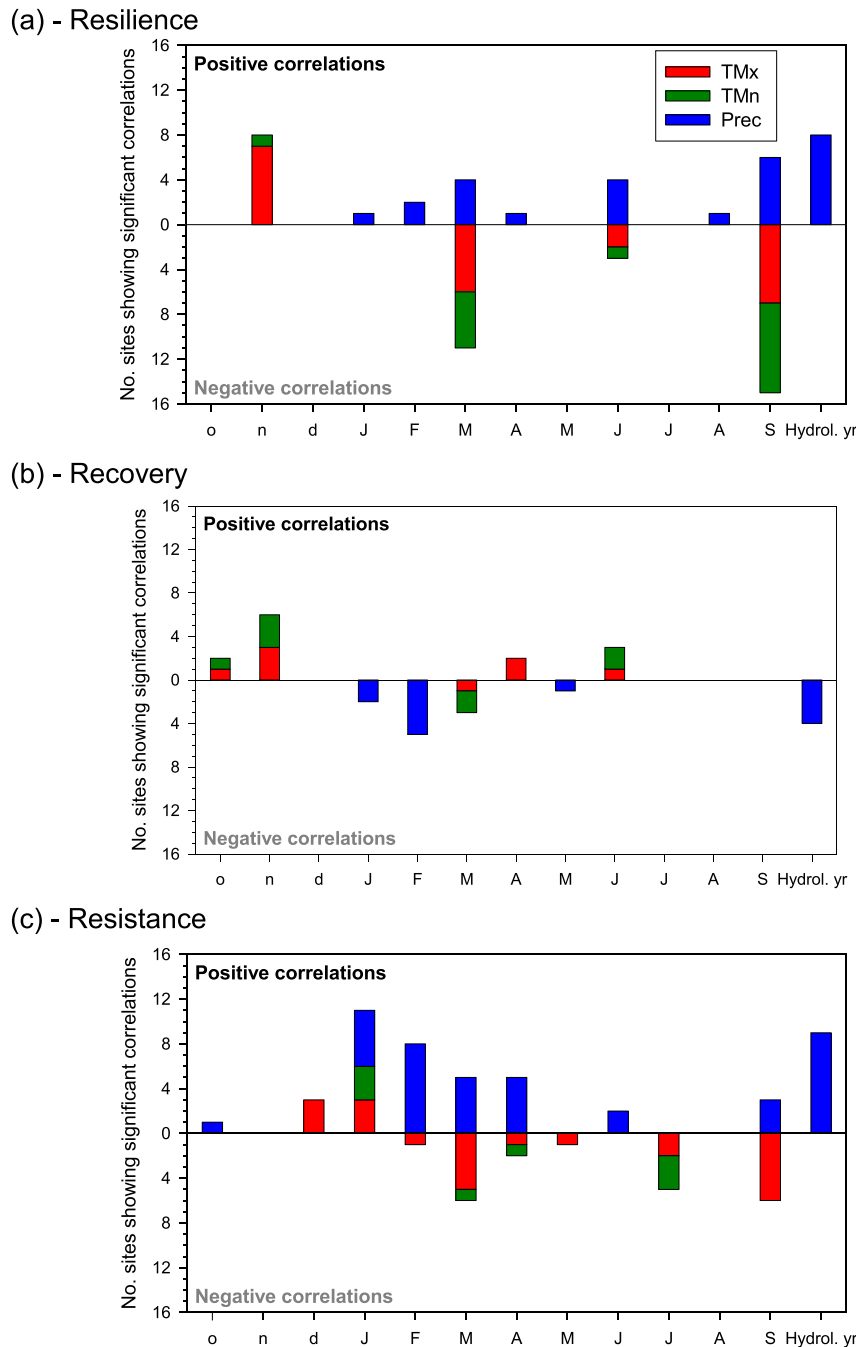 (a) - Resilience
No. sites showing significant correlations
16
12
8
4
0
4
8
12
16
Positive correlations
TMx
TMn
Prec
Negative correlations
o n d J F M A M J J A S Hydrol. yr
(b) - Recovery
No. sites showing significant correlations
16
12
8
4
0
4
8
12
16
Positive correlations
Negative correlations
o n d J F M A M J J A S Hydrol. yr
(c) - Resistance
No. sites showing significant correlations
16
12
8
4
0
4
8
12
16
Positive correlations
Negative correlations
o n d J F M A M J J A S Hydrol. yr